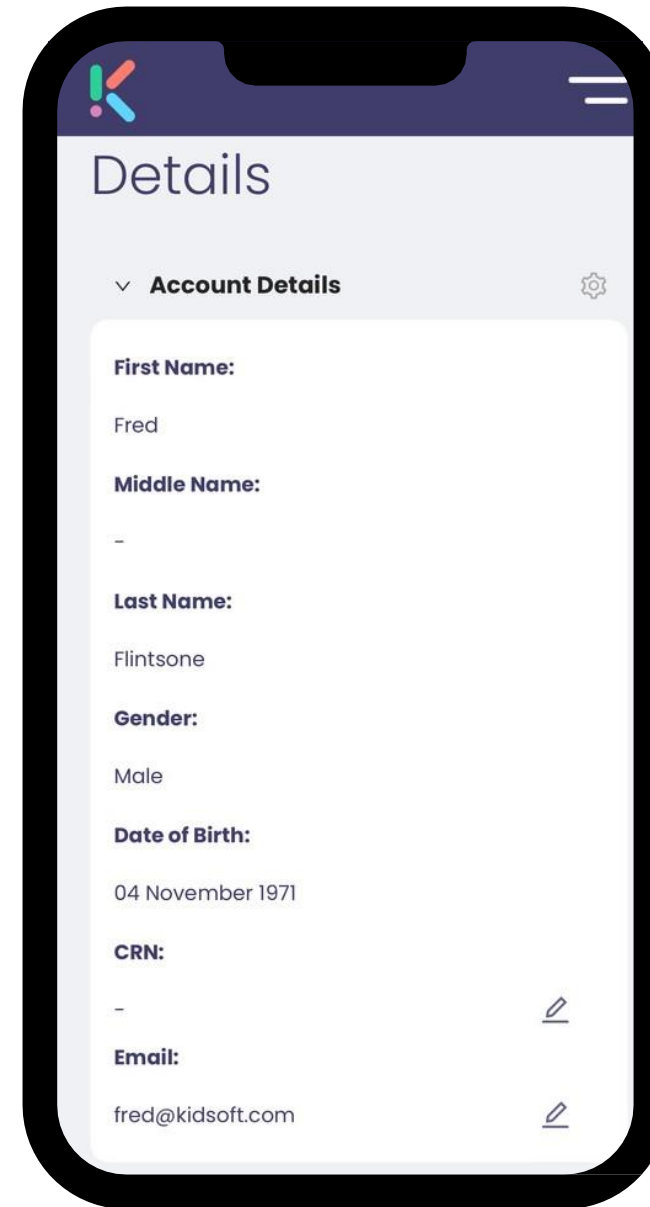 Details
Account Details
First Name:
Fred
Middle Name:
-
Last Name:
Flintsone
Gender:
Male
Date of Birth:
04 November 1971
CRN:
-
Email:
fred@kidsoft.com